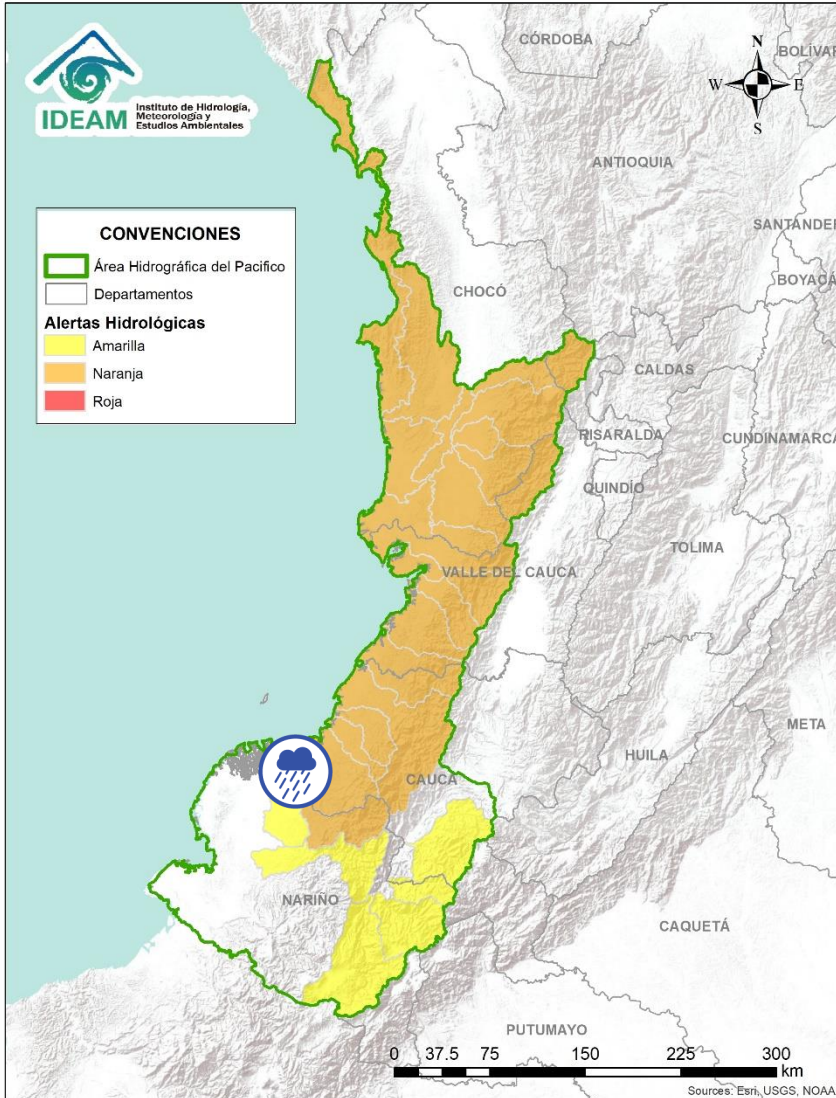 IDEAM
Instituto de Hidrología,
Meteorología y
Estudios Ambientales
N
W
E
S
CÓRDOBA
BOLÍVAR
ANTIOQUIA
SANTANDER
BOYACÁ
CHOCÓ
CALDAS
RISARALDA
CUNDINAMARCA
QUINDÍO
TOLIMA
VALLE DEL CAUCA
META
HUILA
CAUCA
NARIÑO
CAQUETÁ
PUTUMAYO
CONVENCIONES
Área Hidrográfica del Pacifico
Departamentos
Alertas Hidrológicas
Amarilla
Naranja
Roja
0 37.5 75 150 225 300
km
Sources: Esri, USGS, NOAA